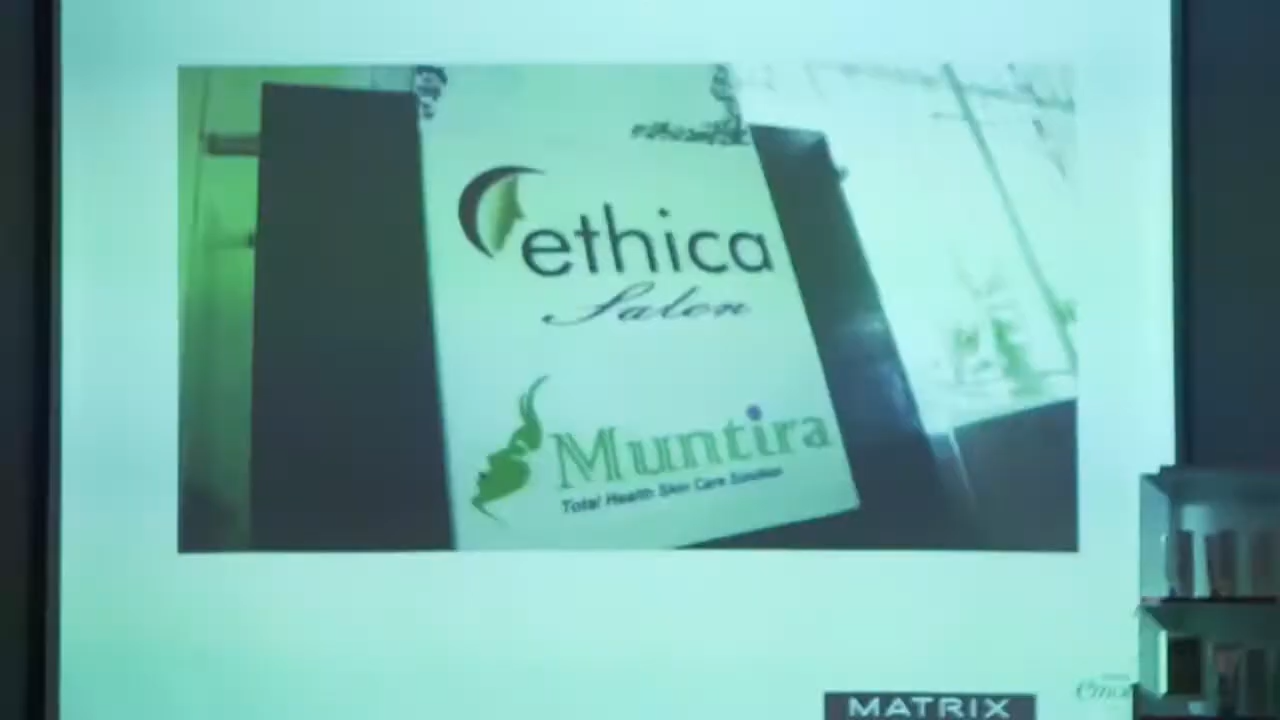 ethica
Salon
Muntira
Total Health Skin Care Solution
MATRIX